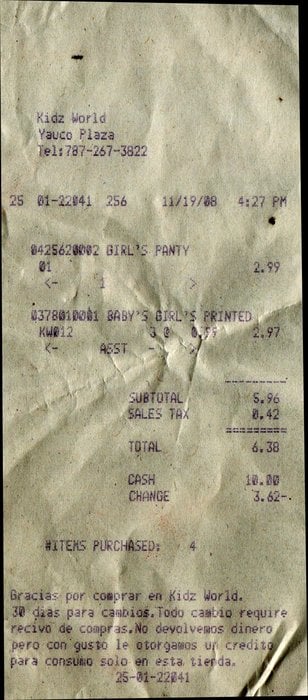 Kidz World
Yauco Plaza
Tel:787-267-3822
25 01-22041 256 11/19/08 4:27 PM
0425620002 GIRL'S PANTY
01 2.99
<- 1 >
0378010001 BABY'S GIRL'S PRINTED
KW012 3 @ 0.99 2.97
<- ASST - >
SUBTOTAL 5.96
SALES TAX 0.42
TOTAL 6.38
CASH 10.00
CHANGE 3.62-
#ITEMS PURCHASED: 4
Gracias por comprar en Kidz World.
30 dias para cambios.Todo cambio require
recivo de compras.No devolvemos dinero
pero con gusto le otorgamos un credito
para consumo solo en esta tienda.
25-01-22041